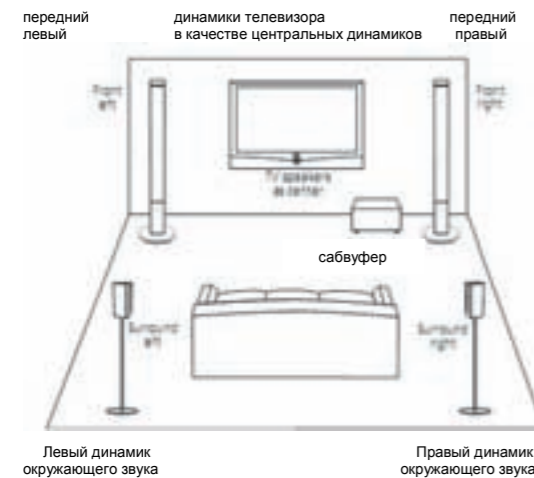 передний
левый
динамики телевизора
в качестве центральных динамиков
передний
правый
Front
left
Front
right
TV speakers
as center
сабвуфер
Surround
left
Surround
right
Левый динамик
окружающего звука
Правый динамик
окружающего звука